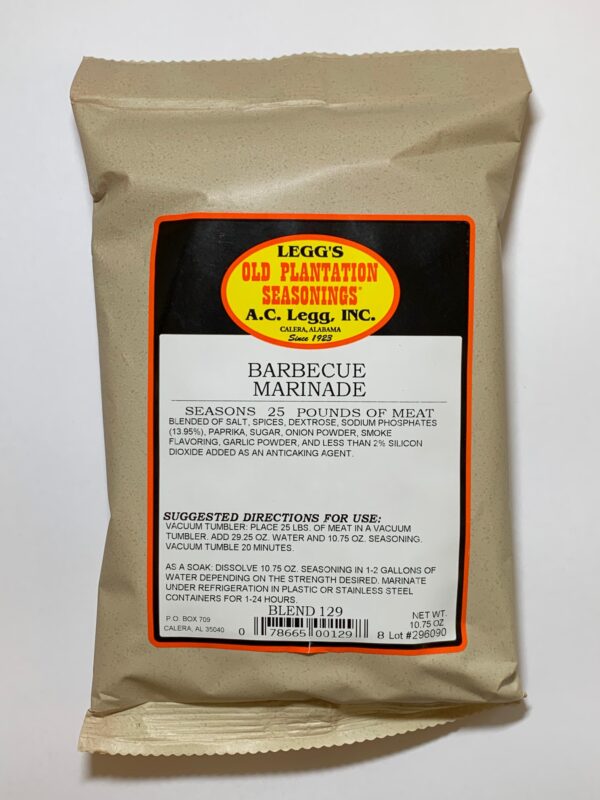 LEGG'S
OLD PLANTATION
SEASONINGS®
A.C. Legg, INC.
CALERA, ALABAMA
Since 1923
BARBECUE
MARINADE
SEASONS 25 POUNDS OF MEAT
BLENDED OF SALT, SPICES, DEXTROSE, SODIUM PHOSPHATES
(13.95%), PAPRIKA, SUGAR, ONION POWDER, SMOKE
FLAVORING, GARLIC POWDER, AND LESS THAN 2% SILICON
DIOXIDE ADDED AS AN ANTICAKING AGENT.
SUGGESTED DIRECTIONS FOR USE:
VACUUM TUMBLER: PLACE 25 LBS. OF MEAT IN A VACUUM
TUMBLER. ADD 29.25 OZ. WATER AND 10.75 OZ. SEASONING.
VACUUM TUMBLE 20 MINUTES.
AS A SOAK: DISSOLVE 10.75 OZ. SEASONING IN 1-2 GALLONS OF
WATER DEPENDING ON THE STRENGTH DESIRED. MARINATE
UNDER REFRIGERATION IN PLASTIC OR STAINLESS STEEL
CONTAINERS FOR 1-24 HOURS.
BLEND 129
P.O. BOX 709
CALERA, AL 35040
0 78665 00129 8
NET WT.
10.75 OZ
Lot #296090